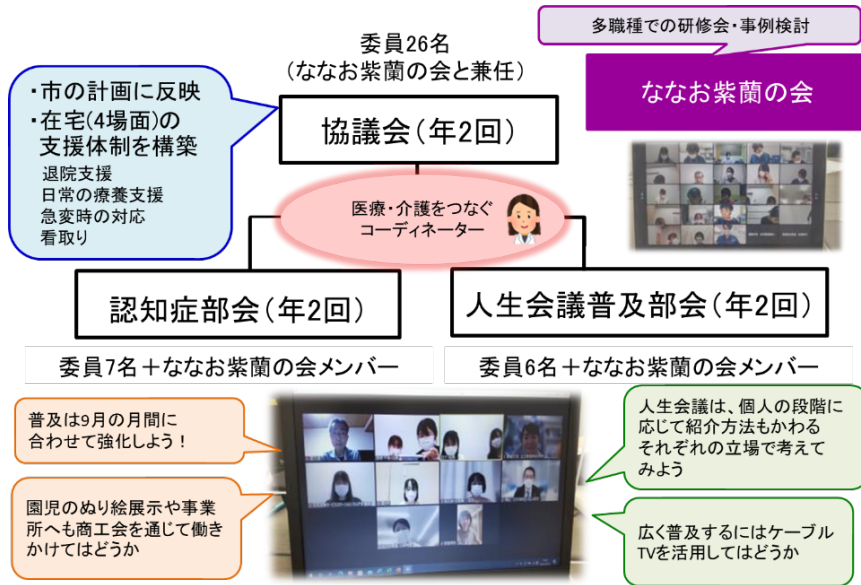 多職種での研修会・事例検討
ななお紫蘭の会
委員26名
（ななお紫蘭の会と兼任）
協議会（年2回）
・市の計画に反映
・在宅(4場面)の
支援体制を構築
退院支援
日常の療養支援
急変時の対応
看取り
医療・介護をつなぐ
コーディネーター
認知症部会（年2回）
人生会議普及部会（年2回）
委員7名＋ななお紫蘭の会メンバー
委員6名＋ななお紫蘭の会メンバー
普及は9月の月間に
合わせて強化しよう！
園児のぬり絵展示や事業
所へも商工会を通じて働き
かけてはどうか
人生会議は、個人の段階に
応じて紹介方法もかわる
それぞれの立場で考えて
みよう
広く普及するにはケーブル
TVを活用してはどうか